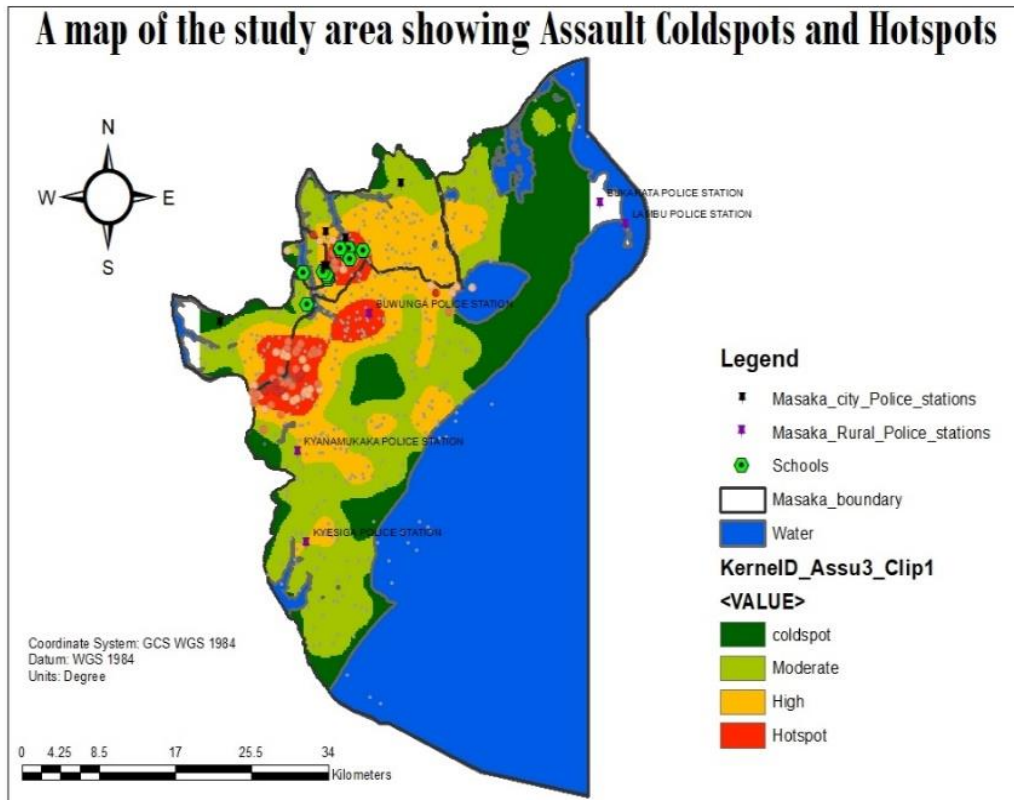 A map of the study area showing Assault Coldspots and Hotspots
N
W
E
S
BUKAKATA POLICE STATION
LAMBU POLICE STATION
BUWUNGA POLICE STATION
KYANAMUKAKA POLICE STATION
KYESIGA POLICE STATION
Legend
Masaka_city_Police_stations
Masaka_Rural_Police_stations
Schools
Masaka_boundary
Water
KernelD_Assu3_Clip1
<VALUE>
coldspot
Moderate
High
Hotspot
Coordinate System: GCS WGS 1984
Datum: WGS 1984
Units: Degree
0 4.25 8.5 17 25.5 34
Kilometers